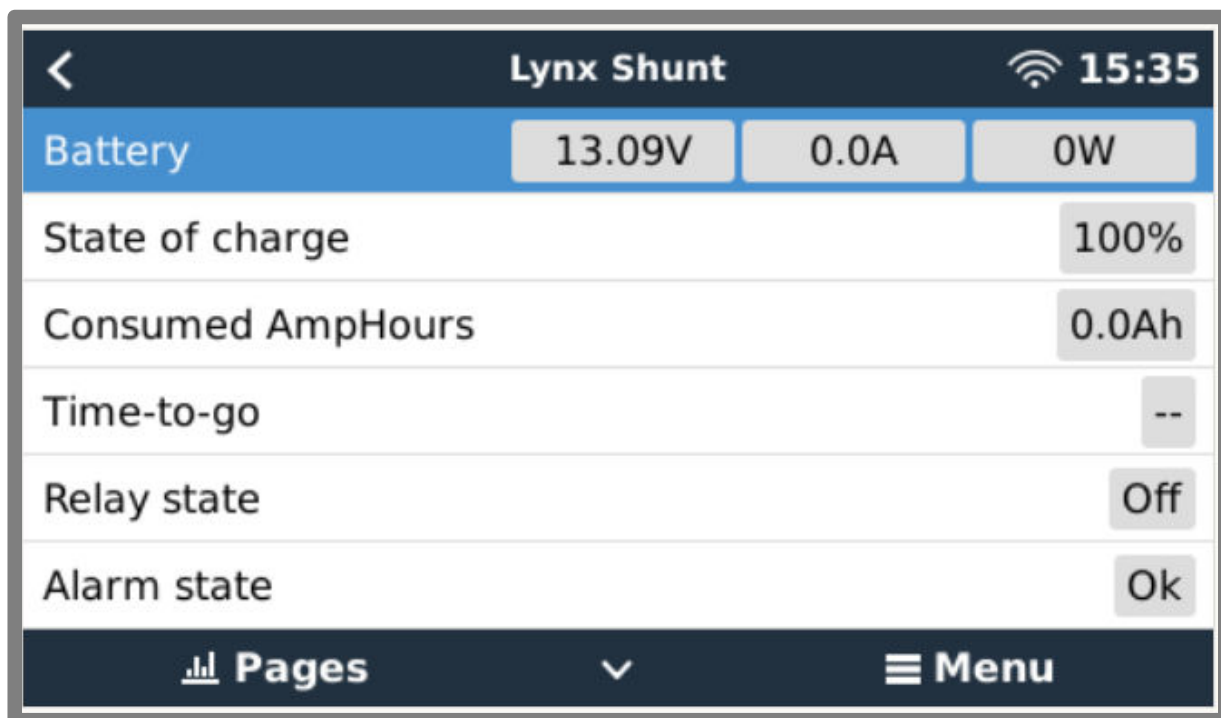 Lynx Shunt 15:35
Battery 13.09V 0.0A 0W
State of charge 100%
Consumed AmpHours 0.0Ah
Time-to-go --
Relay state Off
Alarm state Ok
Pages Menu